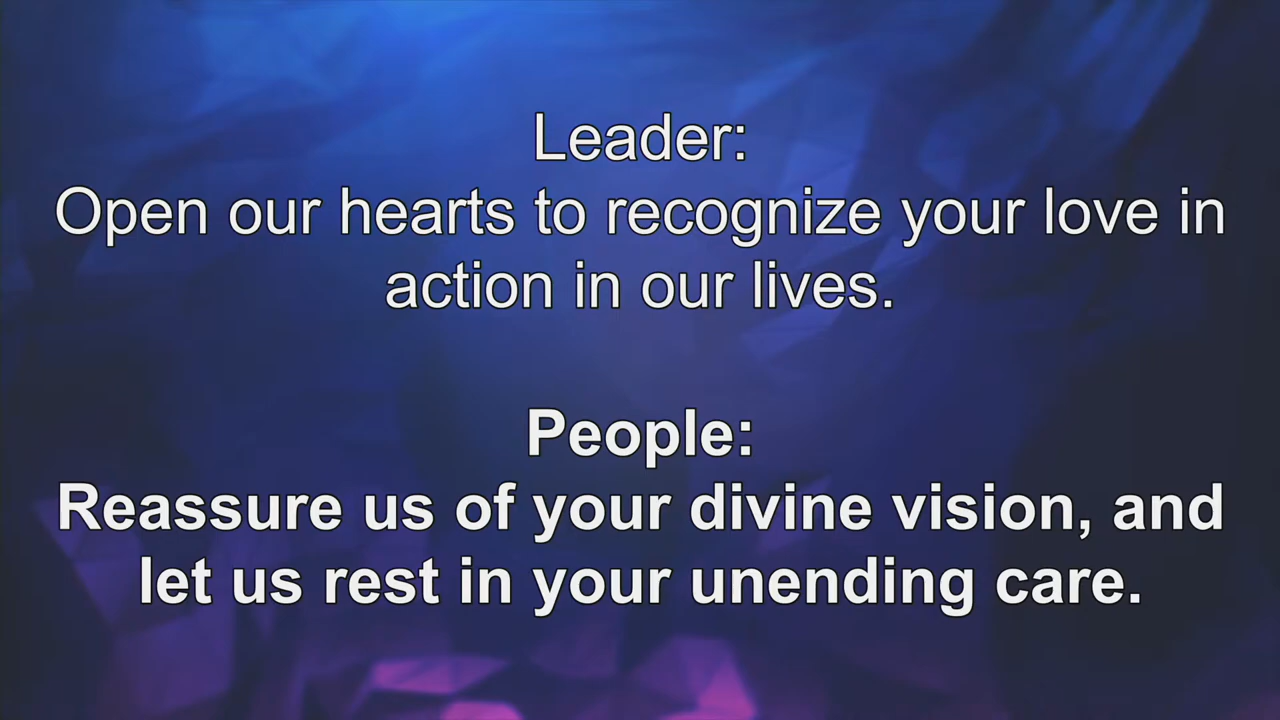 Leader:
Open our hearts to recognize your love in
action in our lives.
People:
Reassure us of your divine vision, and
let us rest in your unending care.